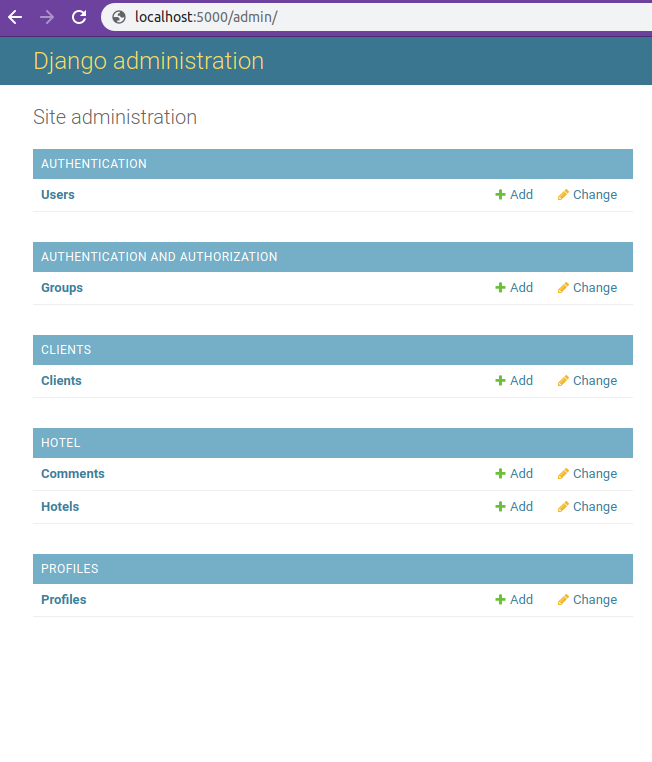 localhost:5000/admin/
Django administration
Site administration
AUTHENTICATION
Users Add Change
AUTHENTICATION AND AUTHORIZATION
Groups Add Change
CLIENTS
Clients Add Change
HOTEL
Comments Add Change
Hotels Add Change
PROFILES
Profiles Add Change